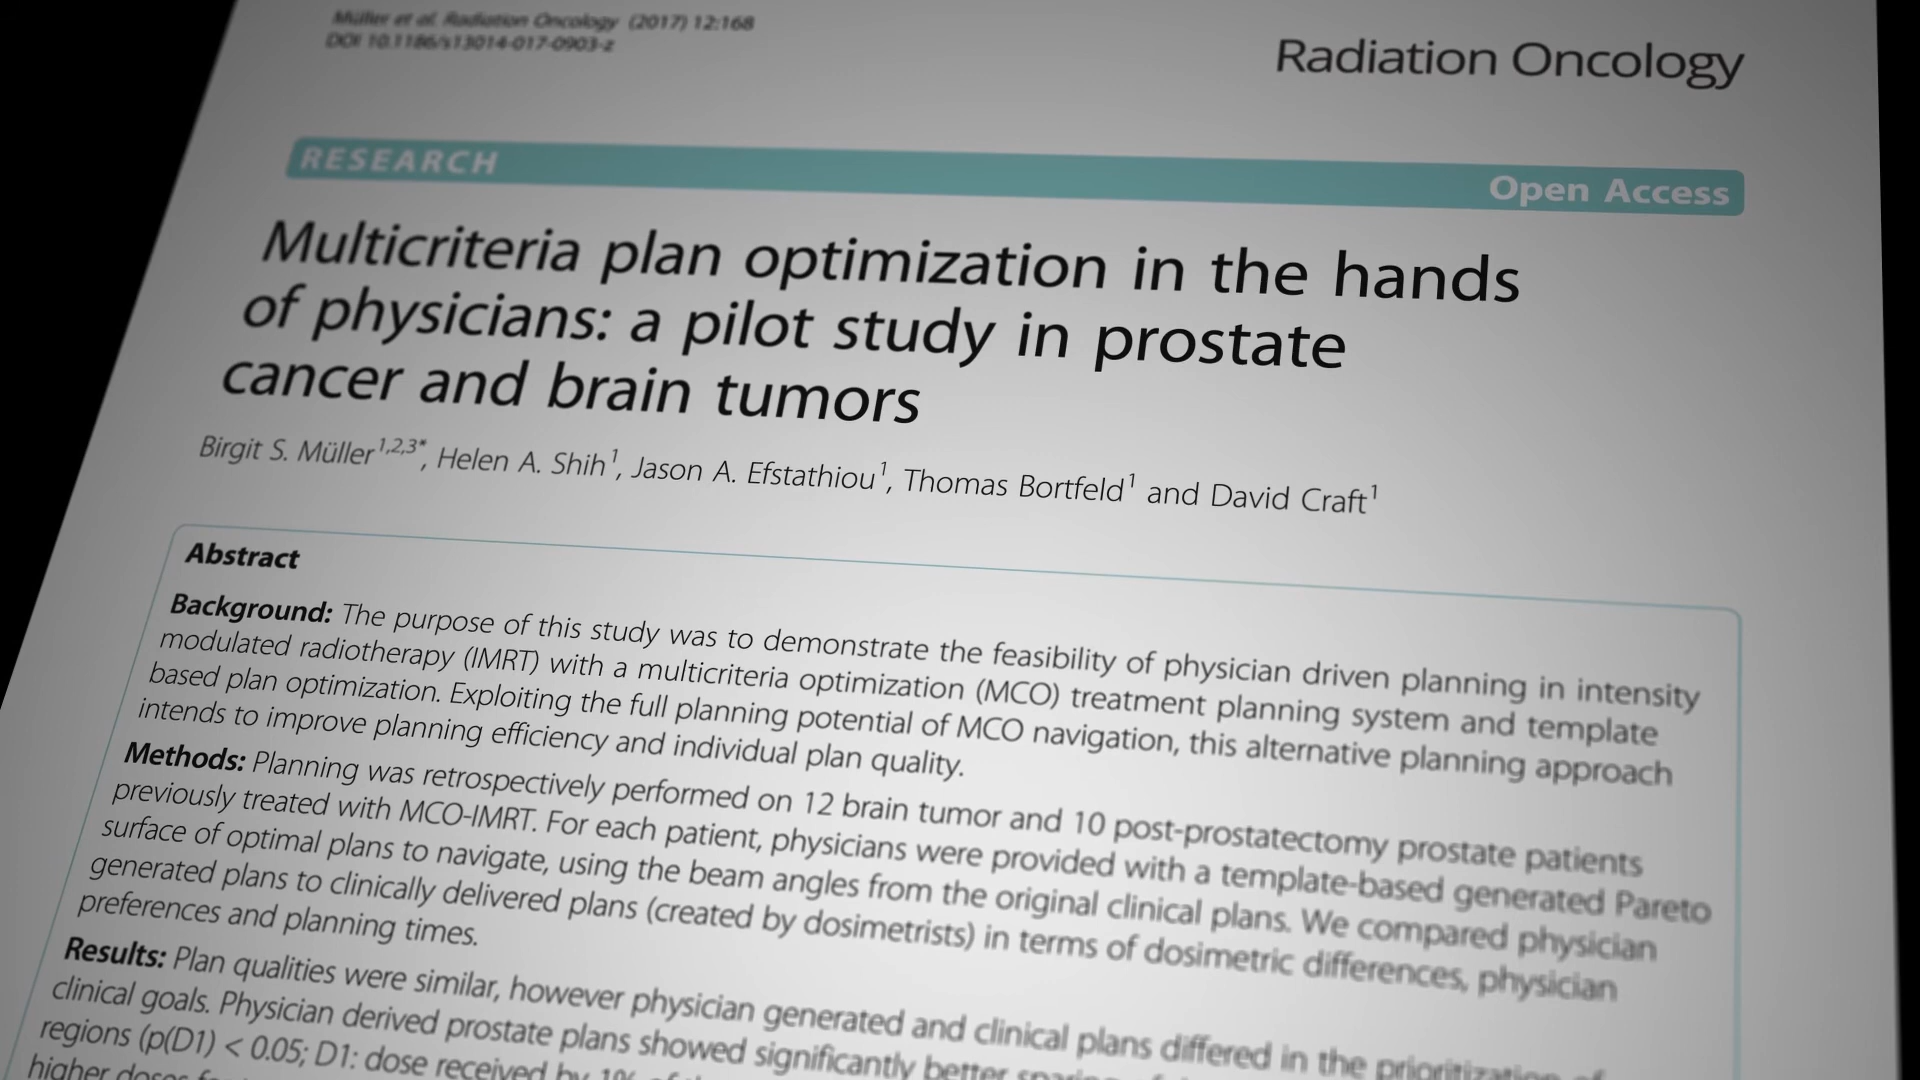 Müller et al. Radiation Oncology (2017) 12:168
DOI 10.1186/s13014-017-0903-z
Radiation Oncology
RESEARCH
Open Access
Multicriteria plan optimization in the hands
of physicians: a pilot study in prostate
cancer and brain tumors
Birgit S. Müller1,2,3*, Helen A. Shih1, Jason A. Efstathiou1, Thomas Bortfeld1 and David Craft1
Abstract
Background: The purpose of this study was to demonstrate the feasibility of physician driven planning in intensity
modulated radiotherapy (IMRT) with a multicriteria optimization (MCO) treatment planning system and template
based plan optimization. Exploiting the full planning potential of MCO navigation, this alternative planning approach
intends to improve planning efficiency and individual plan quality.
Methods: Planning was retrospectively performed on 12 brain tumor and 10 post-prostatectomy prostate patients
previously treated with MCO-IMRT. For each patient, physicians were provided with a template-based generated Pareto
surface of optimal plans to navigate, using the beam angles from the original clinical plans. We compared physician
generated plans to clinically delivered plans (created by dosimetrists) in terms of dosimetric differences, physician
preferences and planning times.
Results: Plan qualities were similar, however physician generated and clinical plans differed in the prioritization of
clinical goals. Physician derived prostate plans showed significantly better sparing of
regions (p(D1) < 0.05; D1: dose received by 1% of
higher doses